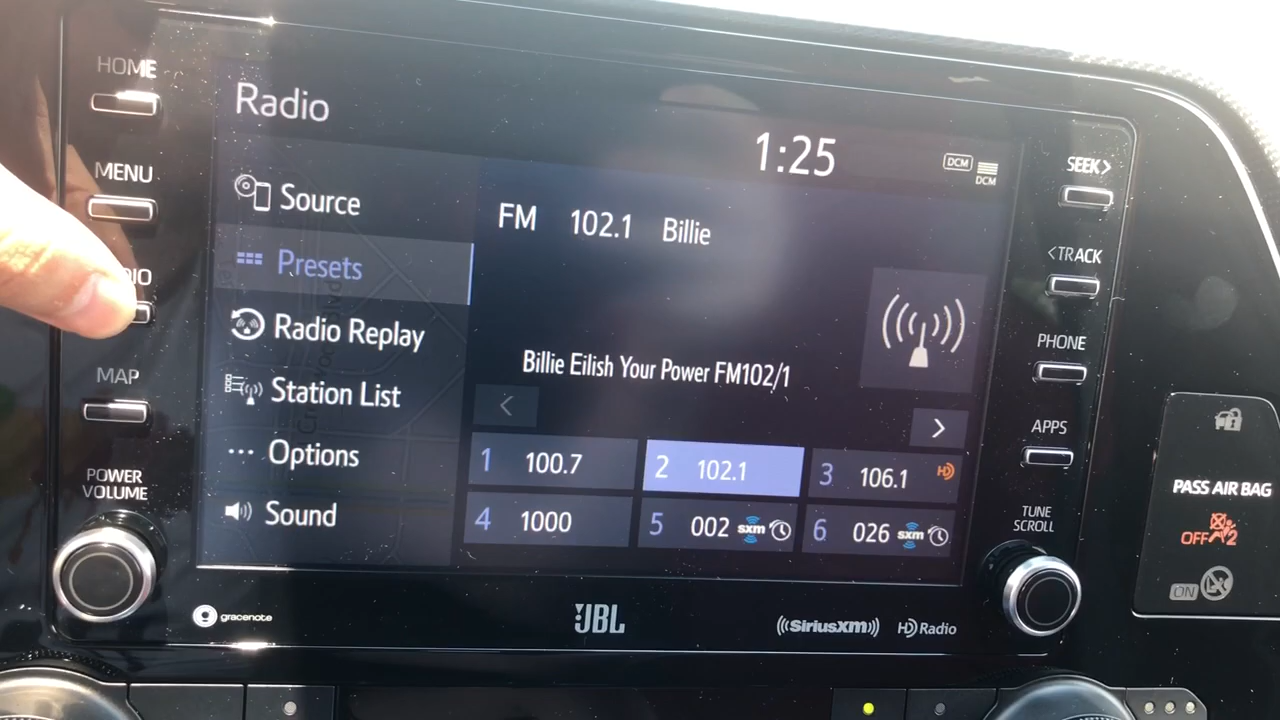 HOME
MENU
MAP
POWER
VOLUME
Radio
1:25
DCM
DCM
Source
Presets
Radio Replay
Station List
Options
Sound
FM 102.1 Billie
Billie Eilish Your Power FM102/1
<
>
1 100.7
2 102.1
3 106.1 HD
4 1000
5 002 sxm
6 026 sxm
SEEK>
<TRACK
PHONE
APPS
TUNE
SCROLL
gracenote
JBL
((SiriusXM))
HD Radio
PASS AIR BAG
OFF 2
ON